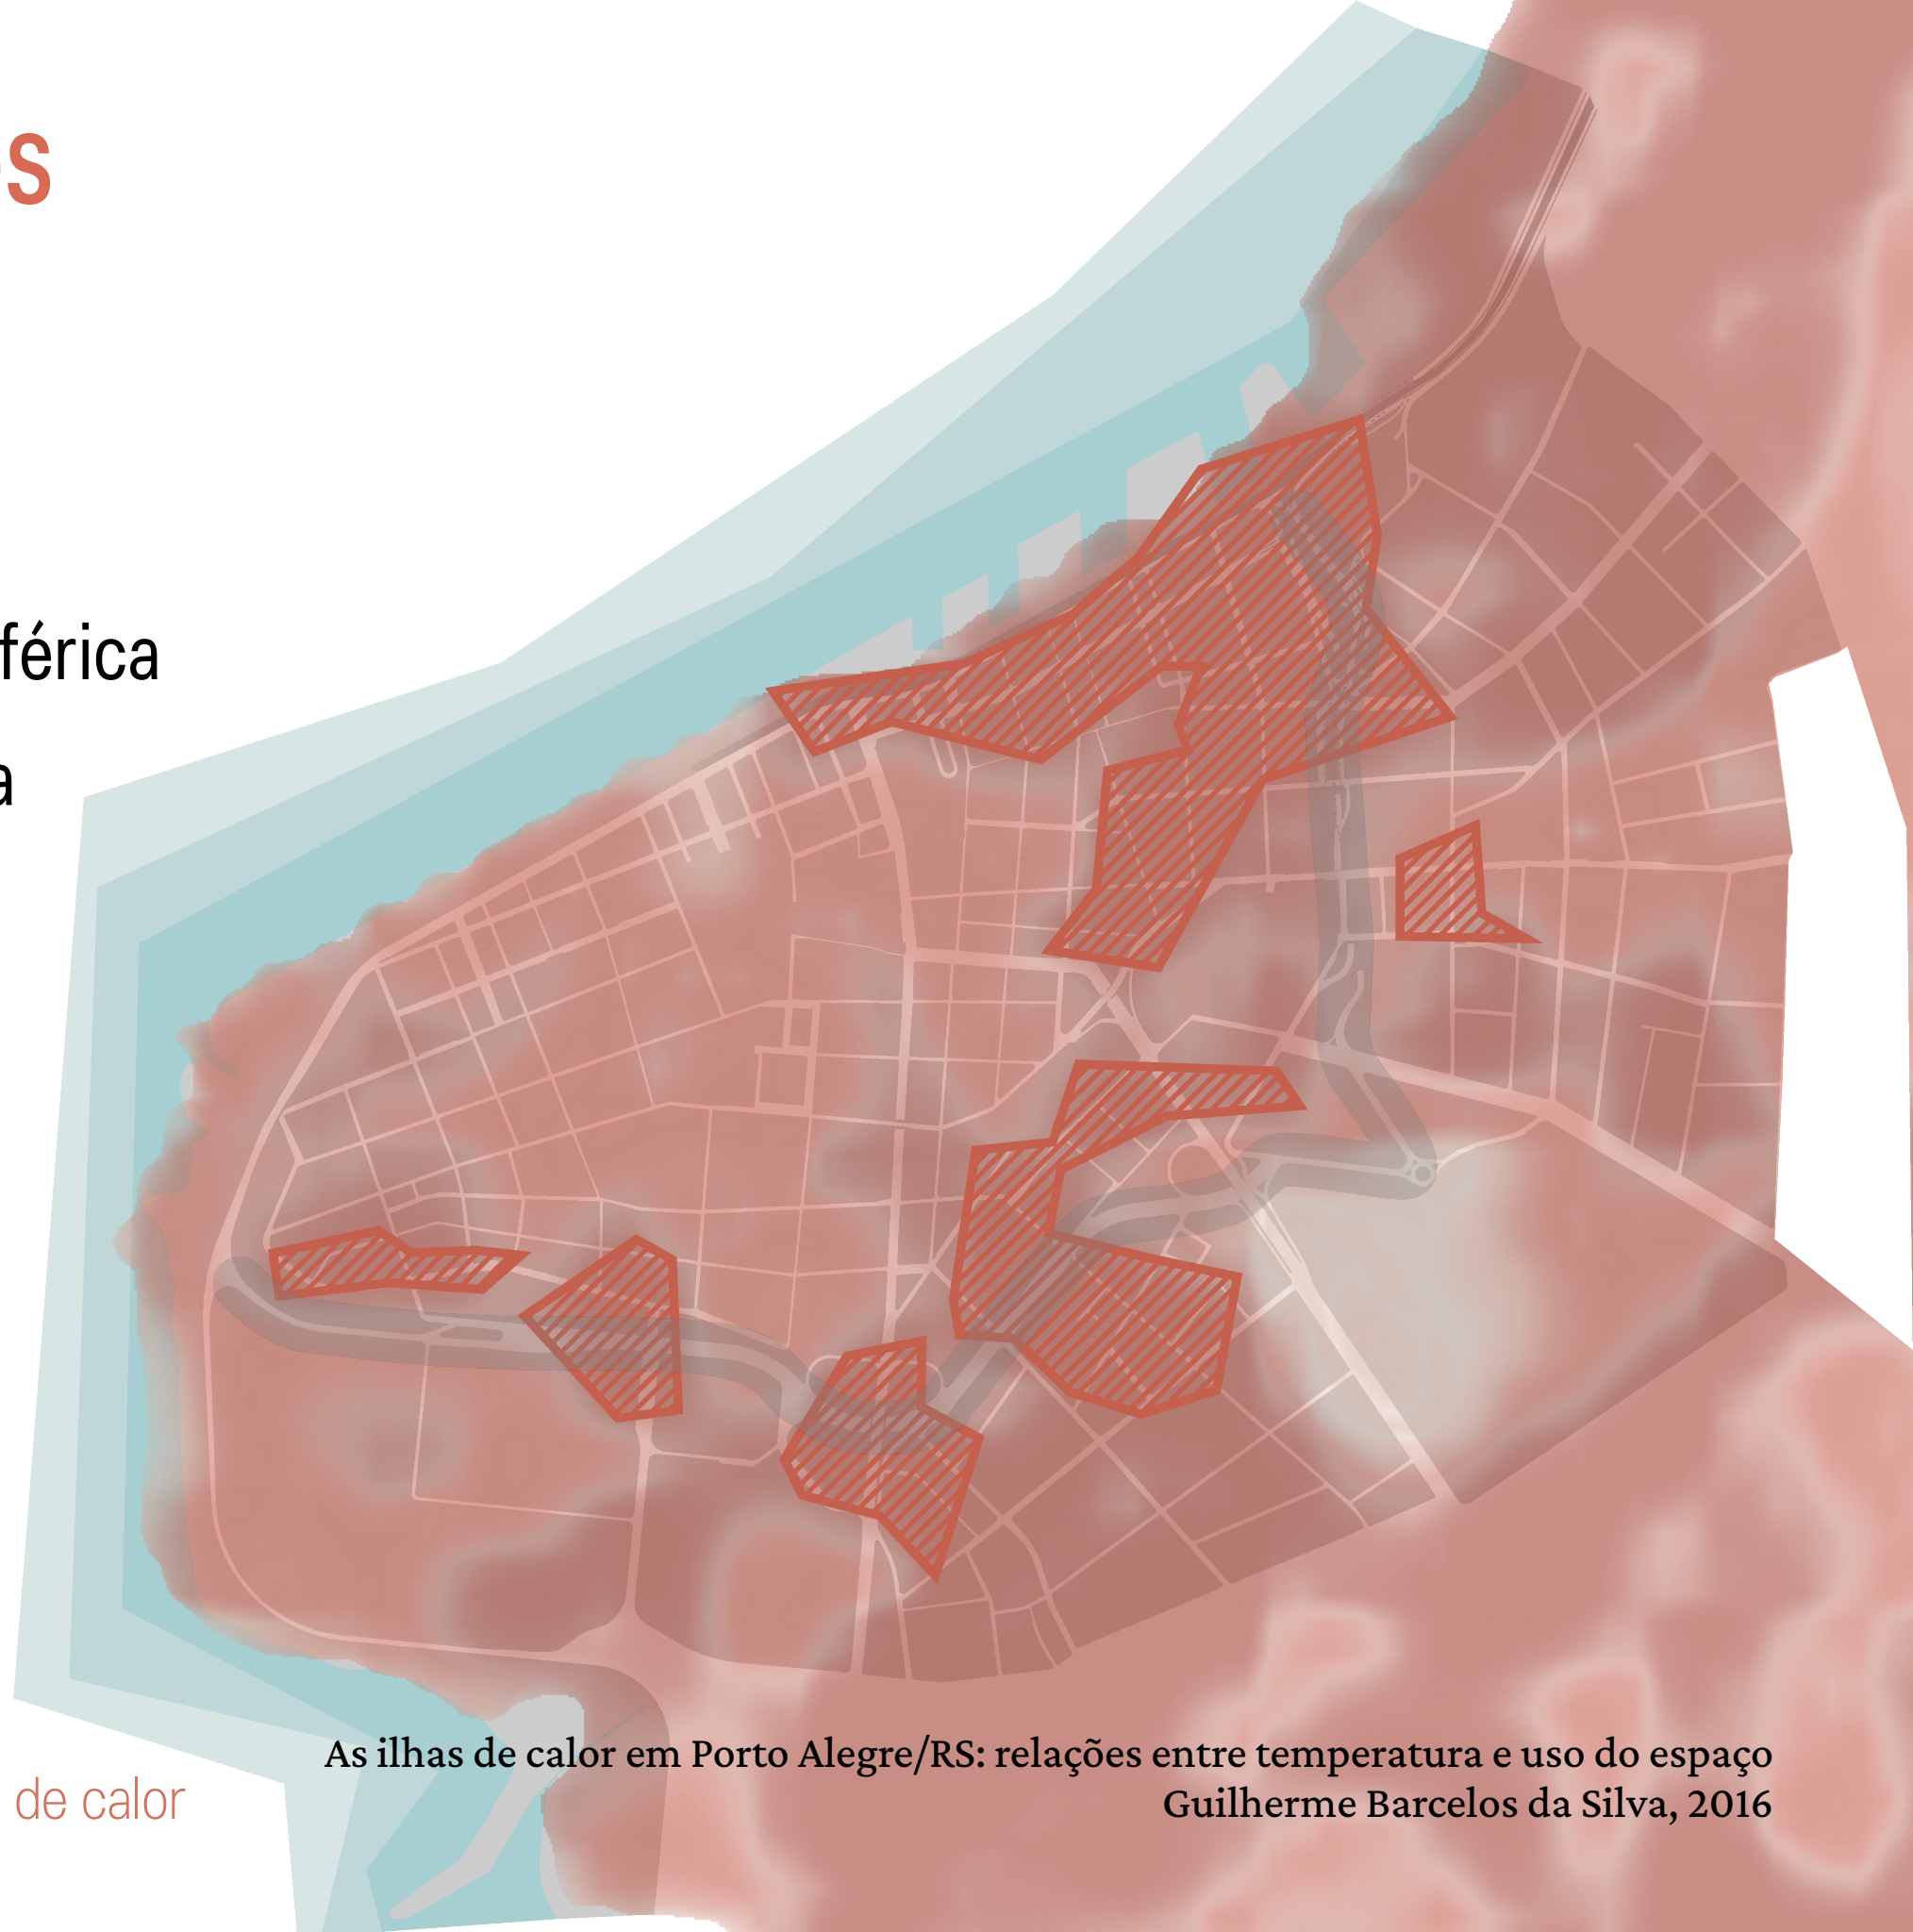 s
férica
a
de calor
As ilhas de calor em Porto Alegre/RS: relações entre temperatura e uso do espaço
Guilherme Barcelos da Silva, 2016